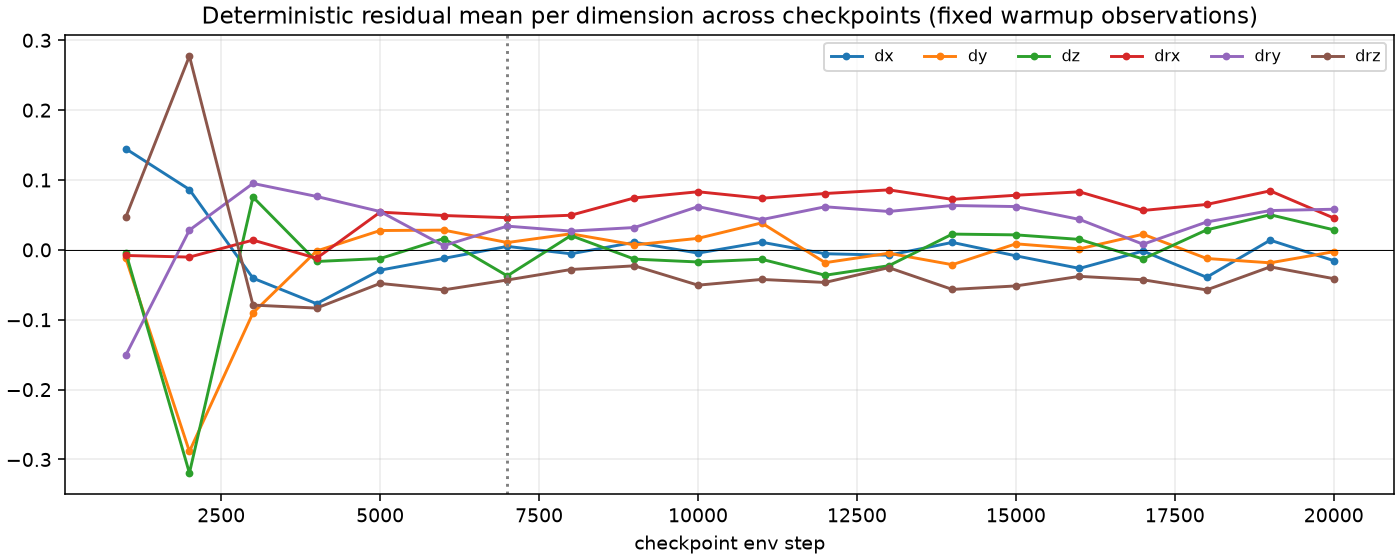 Deterministic residual mean per dimension across checkpoints (fixed warmup observations)
dx dy dz drx dry drz
0.3
0.2
0.1
0.0
−0.1
−0.2
−0.3
2500 5000 7500 10000 12500 15000 17500 20000
checkpoint env step